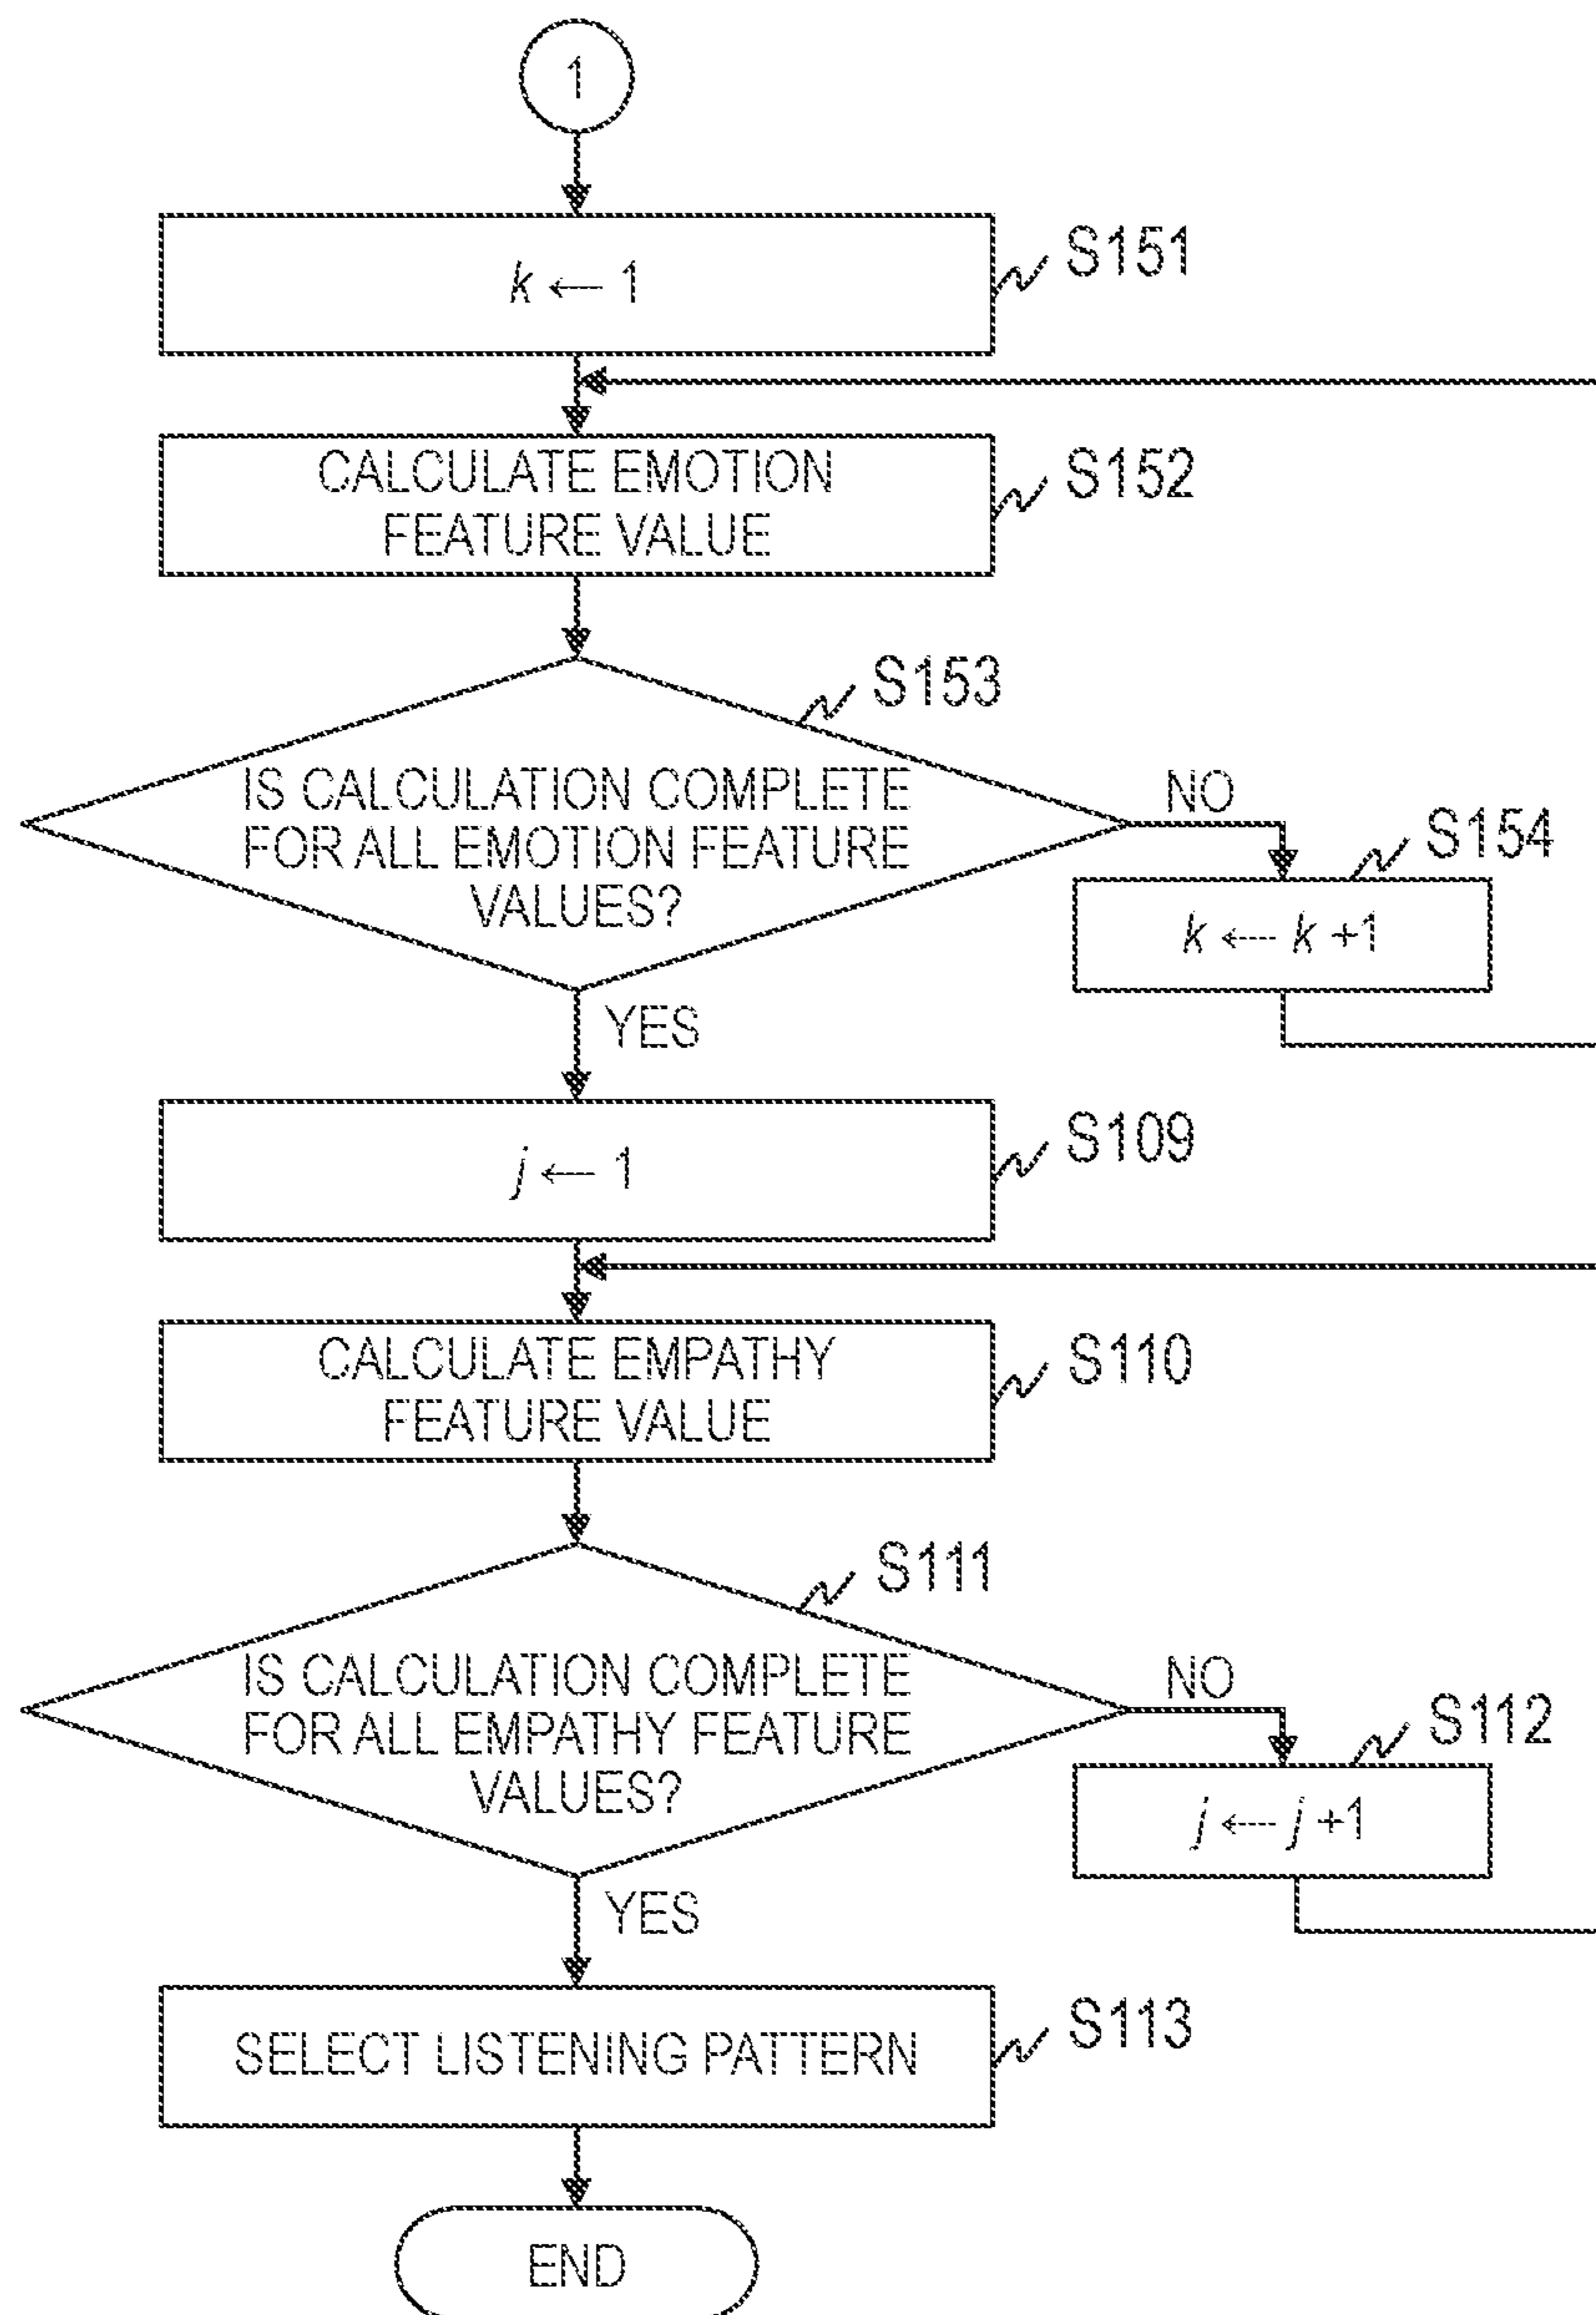 1
k ← 1
S151
CALCULATE EMOTION
FEATURE VALUE
S152
S153
IS CALCULATION COMPLETE
FOR ALL EMOTION FEATURE
VALUES?
NO
S154
k ← k +1
YES
j ← 1
S109
CALCULATE EMPATHY
FEATURE VALUE
S110
S111
IS CALCULATION COMPLETE
FOR ALL EMPATHY FEATURE
VALUES?
NO
S112
j ← j +1
YES
SELECT LISTENING PATTERN
S113
END